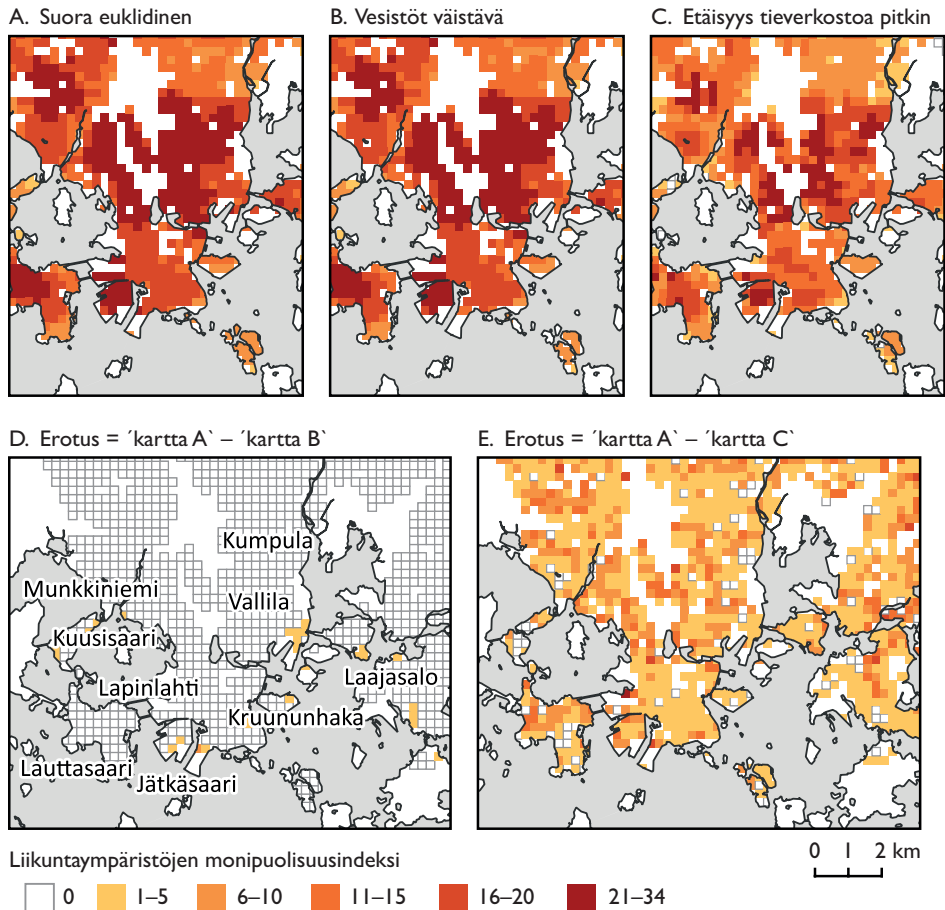 A. Suora euklidinen
B. Vesistöt väistävä
C. Etäisyys tieverkostoa pitkin
D. Erotus = ´kartta A` – ´kartta B`
E. Erotus = ´kartta A` – ´kartta C`
Kumpula
Munkkiniemi
Vallila
Kuusisaari
Laajasalo
Lapinlahti
Kruununhaka
Lauttasaari
Jätkäsaari
Liikuntaympäristöjen monipuolisuusindeksi
0 1 2 km
0 1–5 6–10 11–15 16–20 21–34